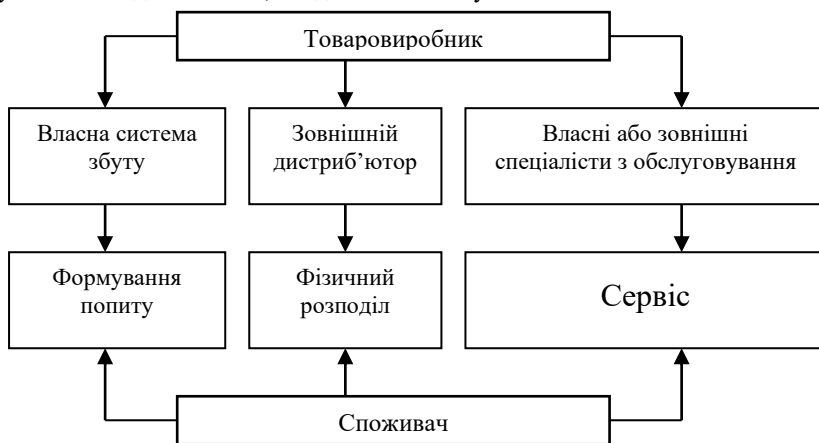 Товаровиробник
Власна система
збуту
Зовнішній
дистриб’ютор
Власні або зовнішні
спеціалісти з обслуговування
Формування
попиту
Фізичний
розподіл
Сервіс
Споживач